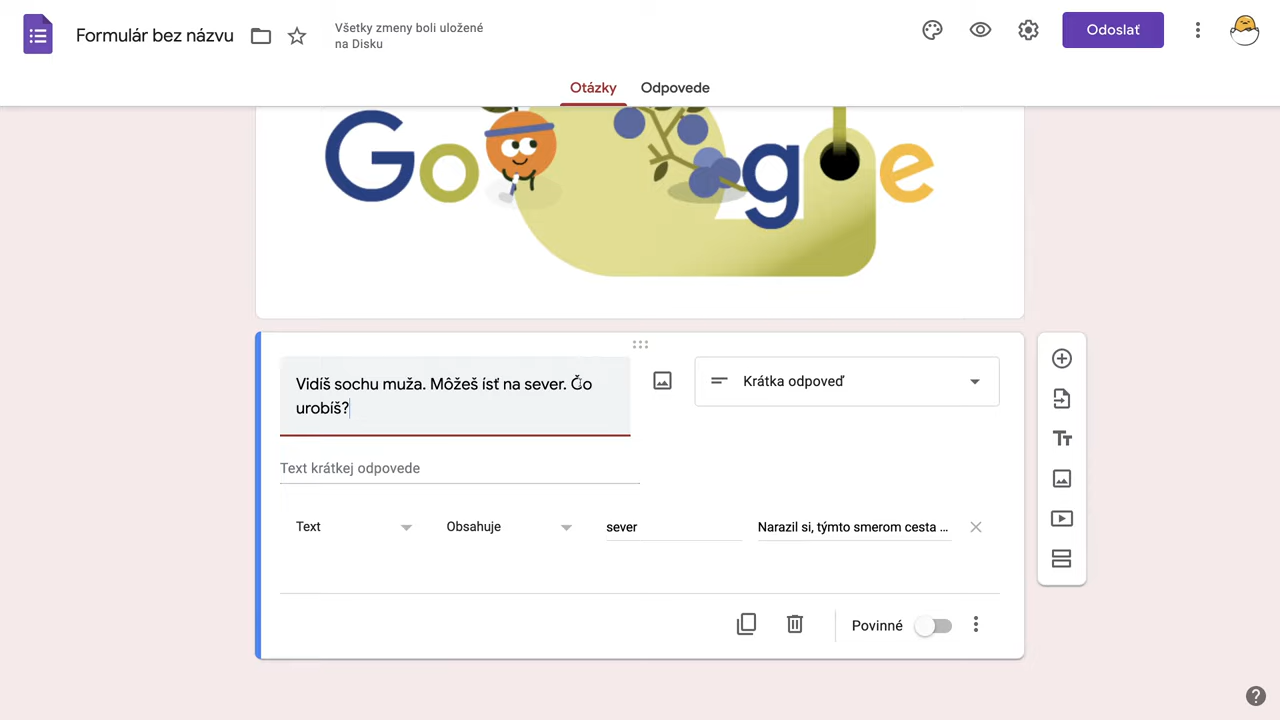 Formulár bez názvu
Všetky zmeny boli uložené
na Disku
Odoslať
Otázky
Odpovede
Google
Vidíš sochu muža. Môžeš ísť na sever. Čo
urobíš?
Krátka odpoveď
Text krátkej odpovede
Text
Obsahuje
sever
Narazil si, týmto smerom cesta ...
Povinné